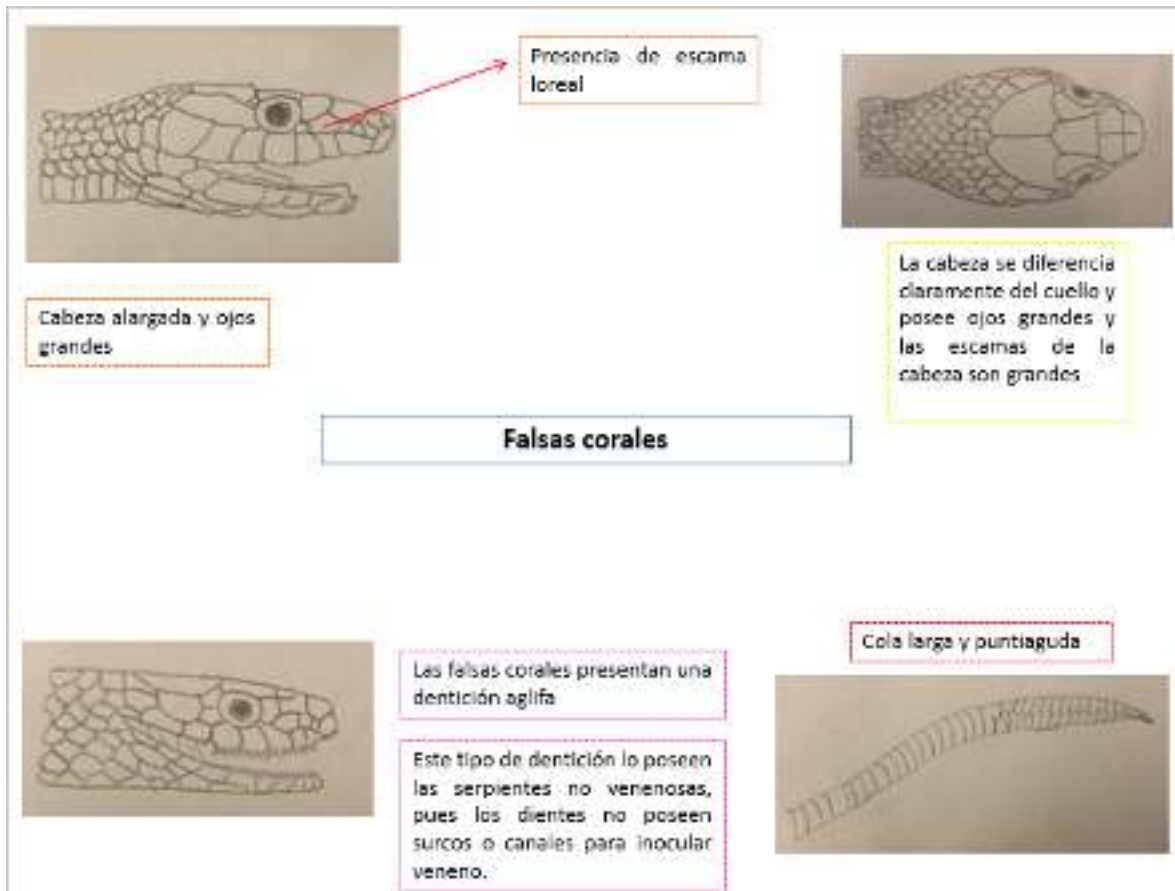 Presencia de escama
loreal
Cabeza alargada y ojos
grandes
La cabeza se diferencia
claramente del cuello y
posee ojos grandes y
las escamas de la
cabeza son grandes
Falsas corales
Las falsas corales presentan una
dentición aglifa
Este tipo de dentición lo poseen
las serpientes no venenosas,
pues los dientes no poseen
surcos o canales para inocular
veneno.
Cola larga y puntiaguda